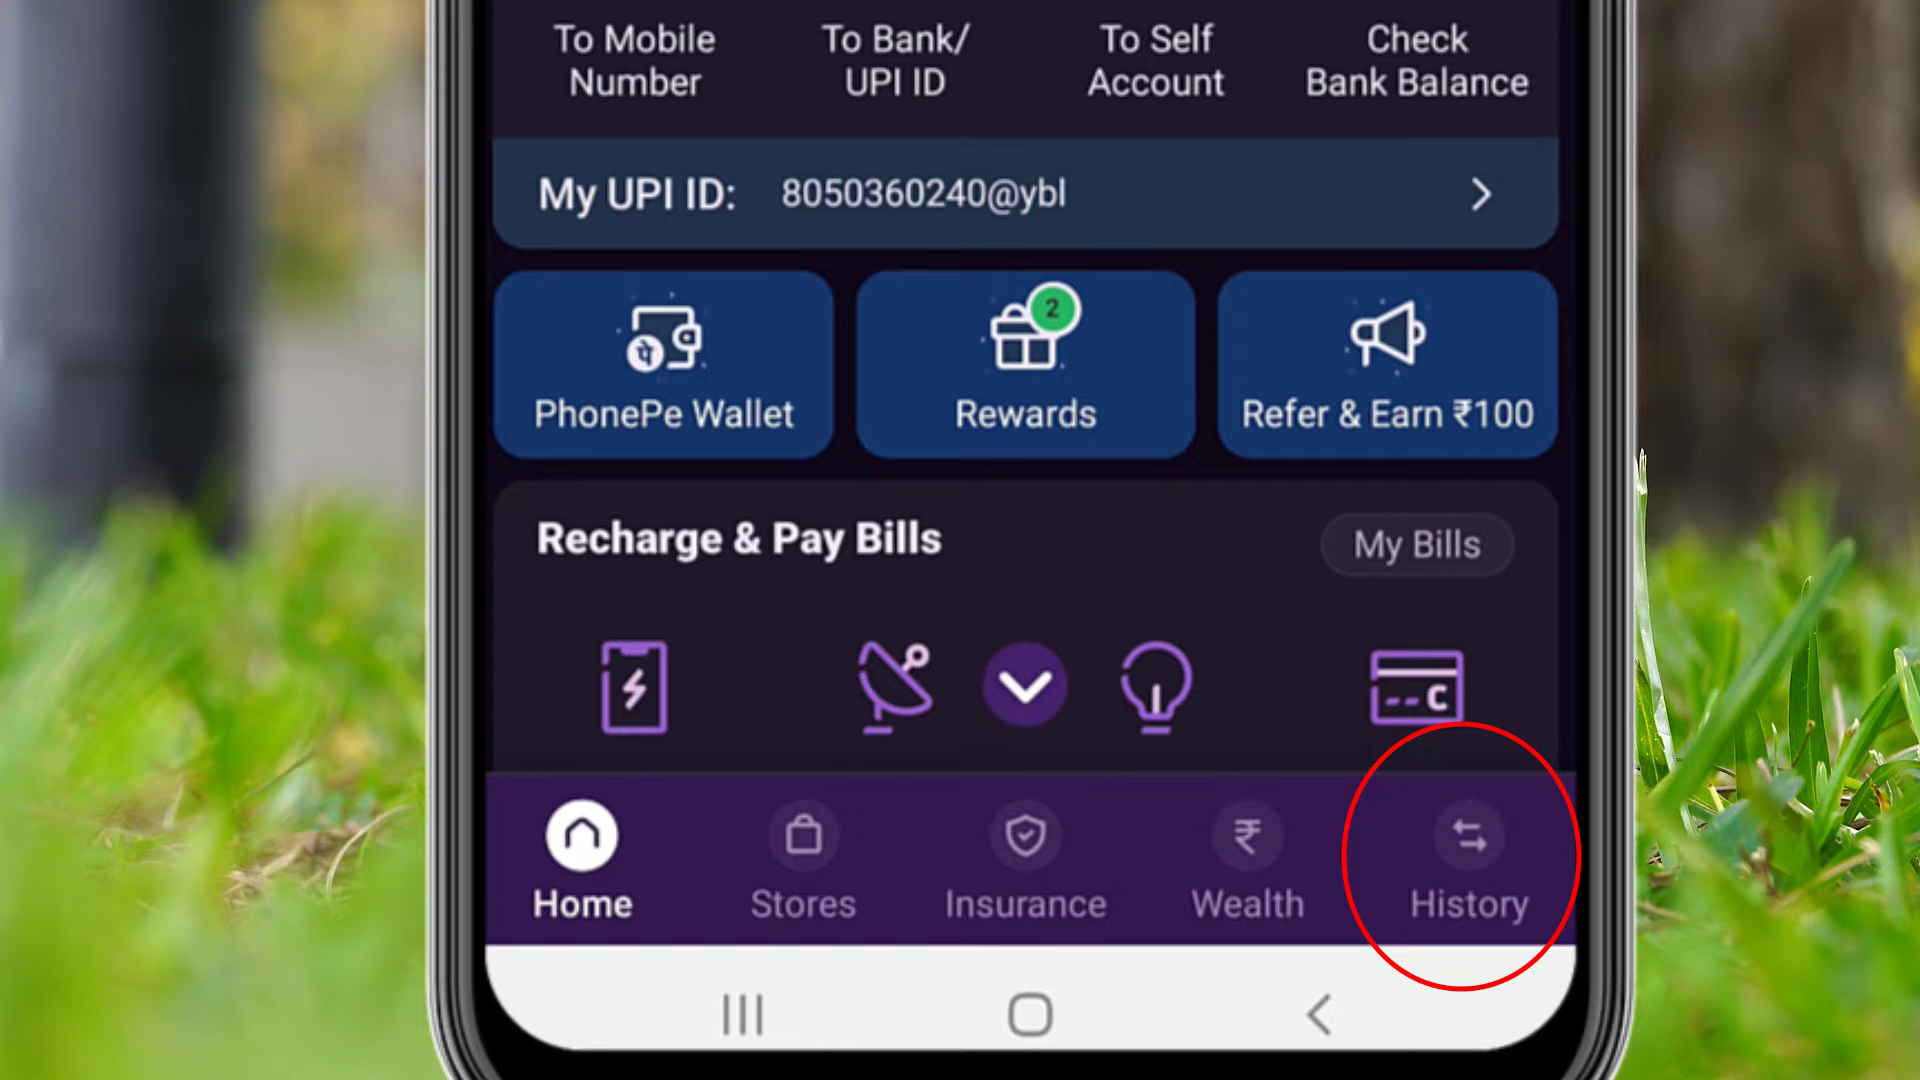 To Mobile
Number
To Bank/
UPI ID
To Self
Account
Check
Bank Balance
My UPI ID: 8050360240@ybl
पे
2
PhonePe Wallet
Rewards
Refer & Earn ₹100
Recharge & Pay Bills
My Bills
C
₹
Home
Stores
Insurance
Wealth
History